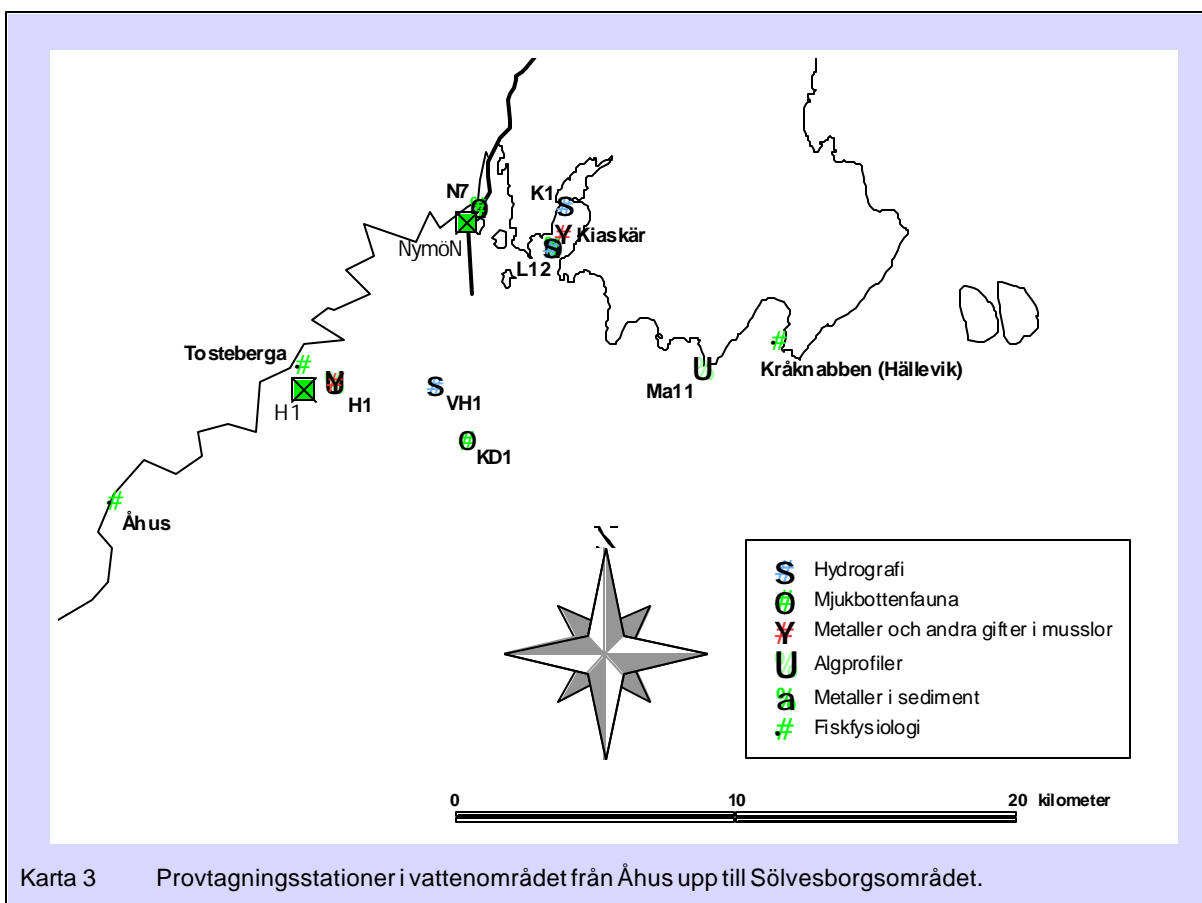 N7
K1
NymöN
Kiaskär
L12
Tosteberga
Kråknabben (Hällevik)
H1
H1
VH1
Ma11
KD1
Åhus
Hydrografi
Mjukbottenfauna
Metaller och andra gifter i musslor
Algprofiler
Metaller i sediment
Fiskfysiologi
0 10 20 kilometer
Karta 3 Provtagningsstationer i vattenområdet från Åhus upp till Sölvesborgsområdet.